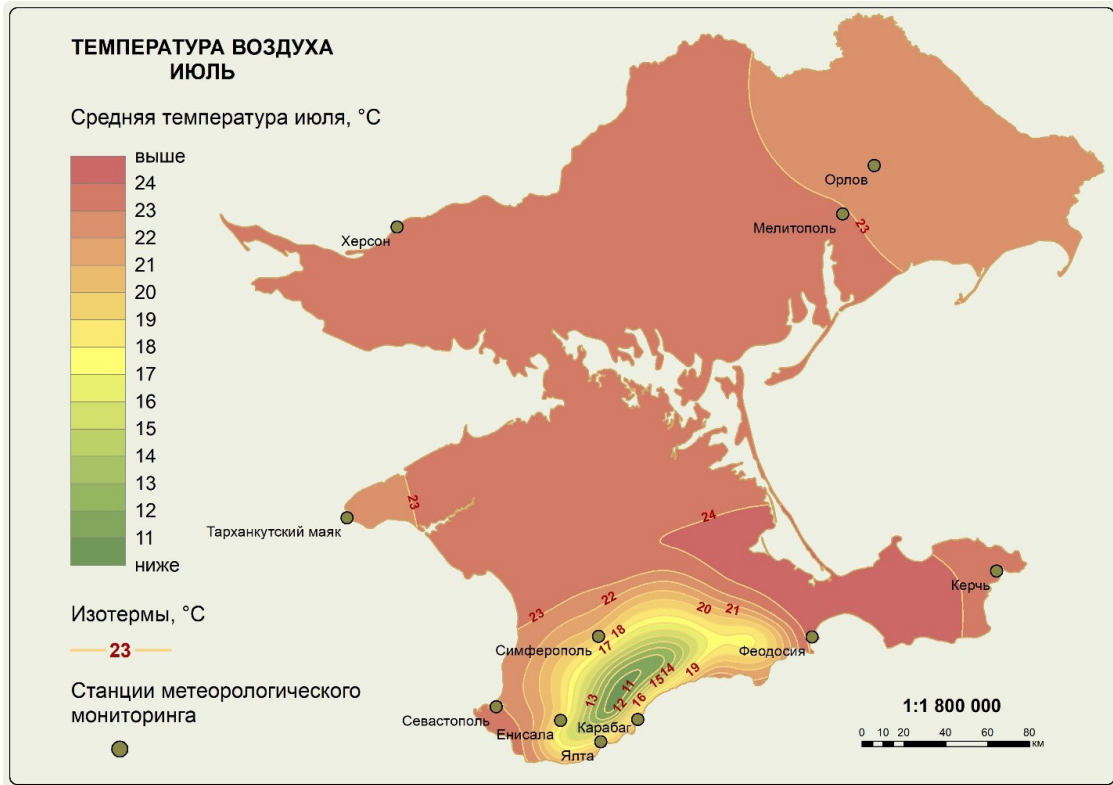 ТЕМПЕРАТУРА ВОЗДУХА
ИЮЛЬ
Средняя температура июля, °C
выше
24
23
22
21
20
19
18
17
16
15
14
13
12
11
ниже
Изотермы, °C
23
Станции метеорологического
мониторинга
Орлов
Мелитополь
23
Херсон
23
Тарханкутский маяк
24
Керчь
23
22
20
21
18
17
Симферополь
Феодосия
14
15
19
11
13
12
16
Севастополь
Енисала
Карабаг
Ялта
1:1 800 000
0 10 20 40 60 80
км